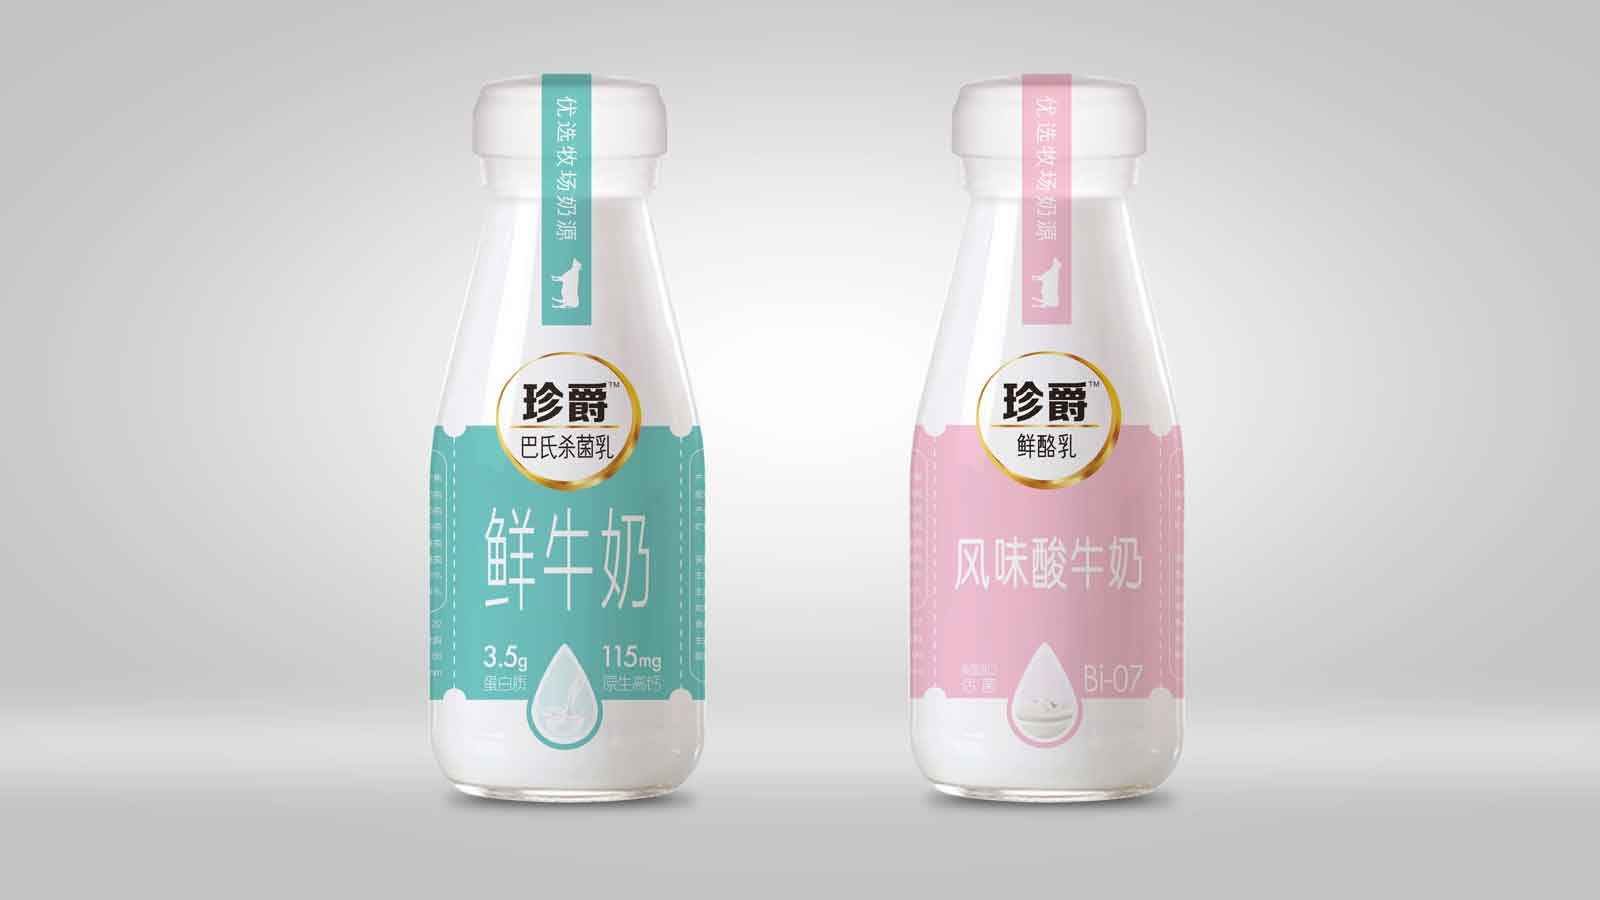 优选牧场奶源
珍爵™
巴氏杀菌乳
鲜牛奶
3.5g
蛋白质
115mg
原生高钙
优选牧场奶源
珍爵™
鲜酪乳
风味酸牛奶
活菌
Bi-07